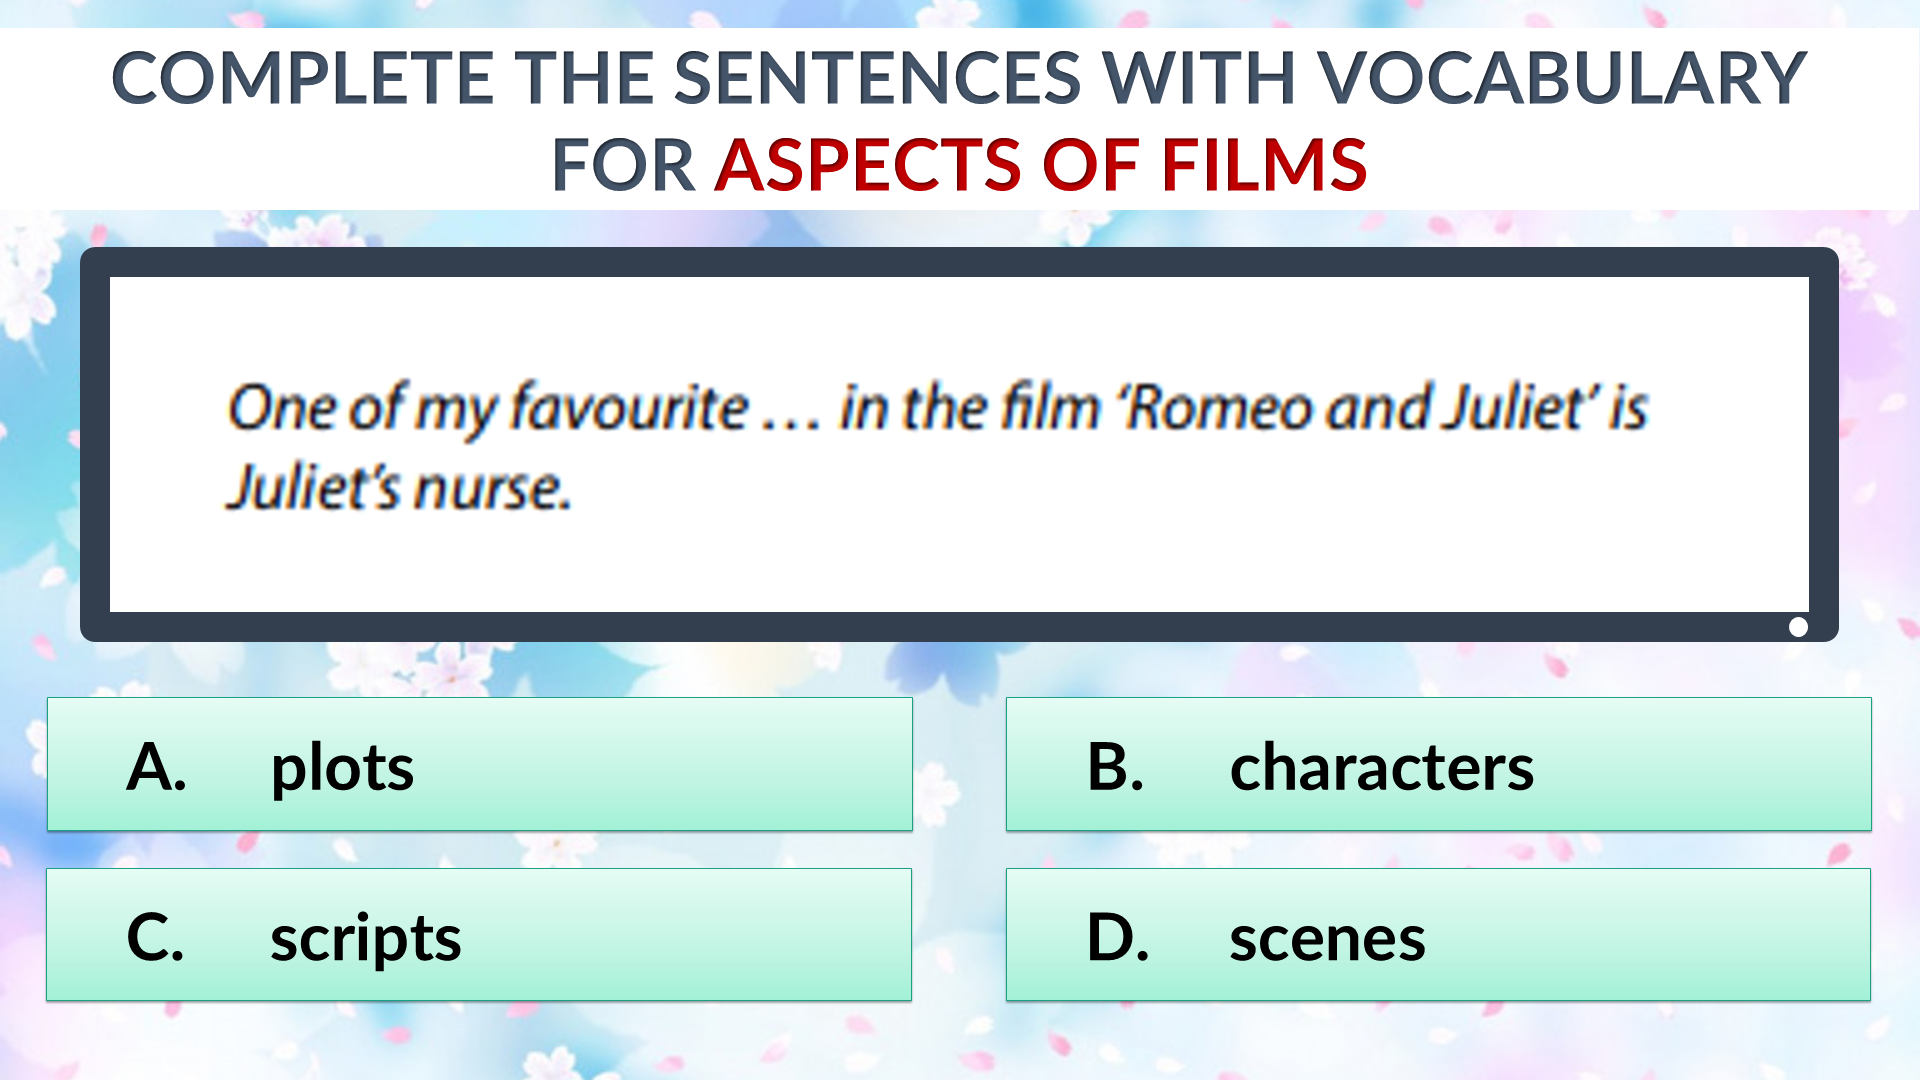 COMPLETE THE SENTENCES WITH VOCABULARY
FOR ASPECTS OF FILMS
One of my favourite … in the film ‘Romeo and Juliet’ is
Juliet’s nurse.
A. plots
B. characters
C. scripts
D. scenes